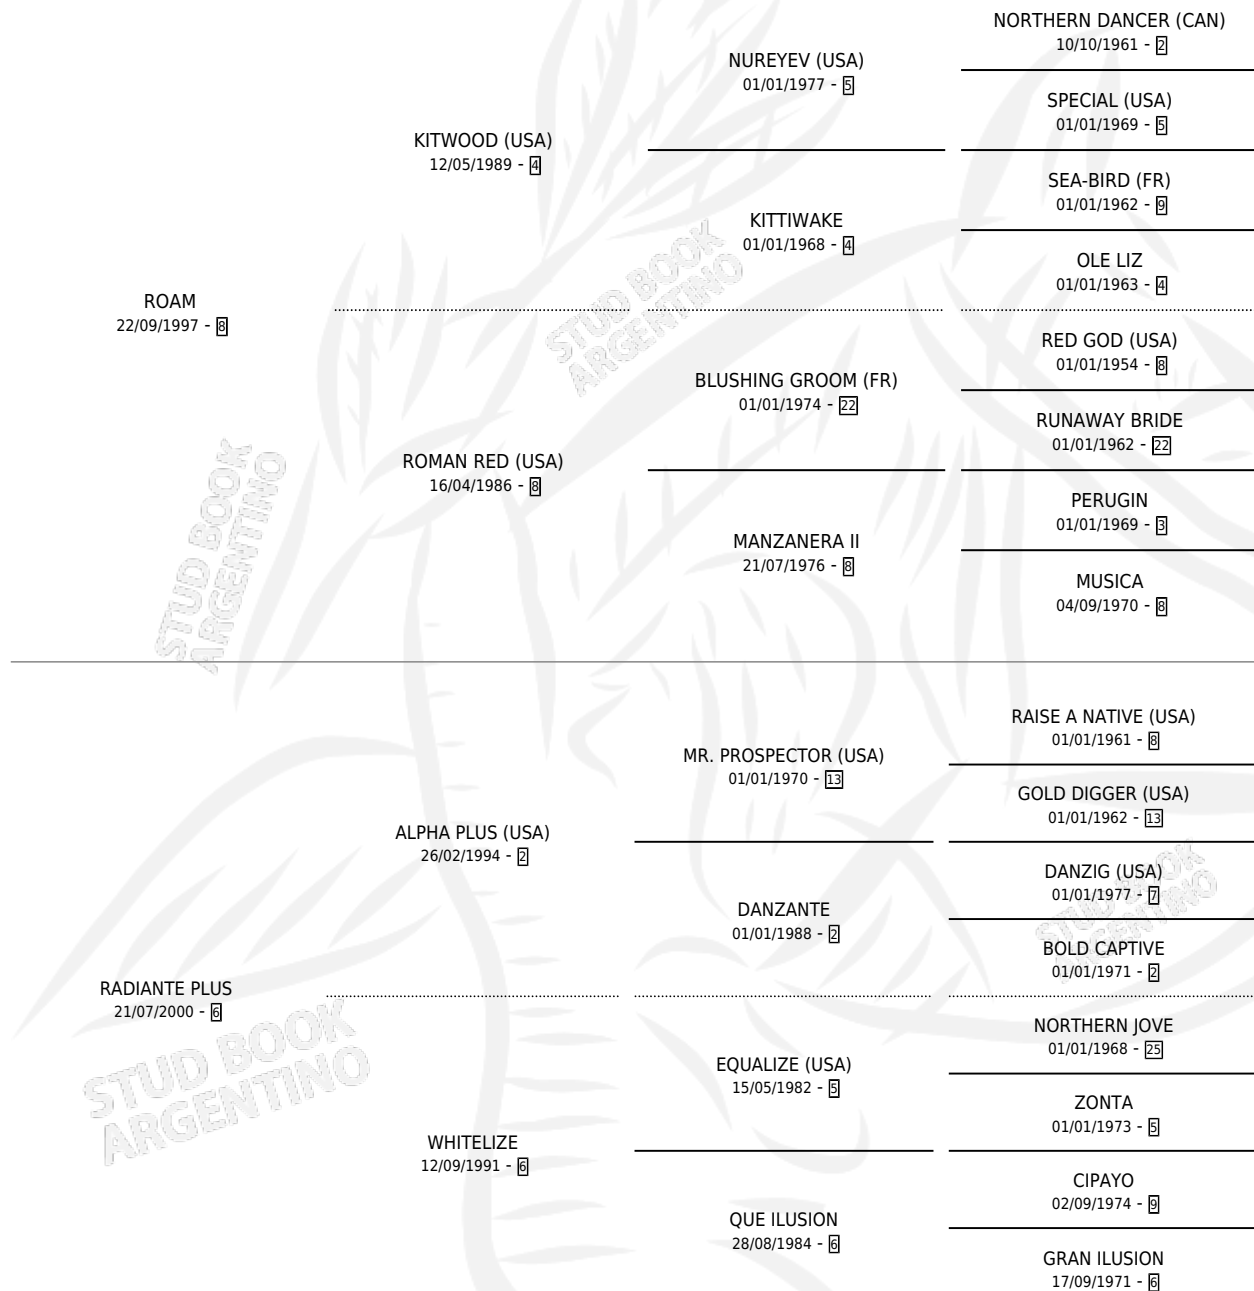 NORTHERN DANCER (CAN)
10/10/1961 - 2
NUREYEV (USA)
01/01/1977 - 5
SPECIAL (USA)
01/01/1969 - 5
KITWOOD (USA)
12/05/1989 - 4
SEA-BIRD (FR)
01/01/1962 - 9
KITTIWAKE
01/01/1968 - 4
OLE LIZ
01/01/1963 - 4
ROAM
22/09/1997 - 8
RED GOD (USA)
01/01/1954 - 8
BLUSHING GROOM (FR)
01/01/1974 - 22
RUNAWAY BRIDE
01/01/1962 - 22
ROMAN RED (USA)
16/04/1986 - 8
PERUGIN
01/01/1969 - 3
MANZANERA II
21/07/1976 - 8
MUSICA
04/09/1970 - 8
STUD BOOK
ARGENTINO
STUD BOOK
ARGENTINO
RAISE A NATIVE (USA)
01/01/1961 - 8
MR. PROSPECTOR (USA)
01/01/1970 - 13
GOLD DIGGER (USA)
01/01/1962 - 13
ALPHA PLUS (USA)
26/02/1994 - 2
DANZIG (USA)
01/01/1977 - 7
DANZANTE
01/01/1988 - 2
BOLD CAPTIVE
01/01/1971 - 2
STUD BOOK
ARGENTINO
RADIANTE PLUS
21/07/2000 - 6
NORTHERN JOVE
01/01/1968 - 25
EQUALIZE (USA)
15/05/1982 - 5
ZONTA
01/01/1973 - 5
WHITELIZE
12/09/1991 - 6
CIPAYO
02/09/1974 - 9
QUE ILUSION
28/08/1984 - 6
GRAN ILUSION
17/09/1971 - 6
STUD BOOK
ARGENTINO